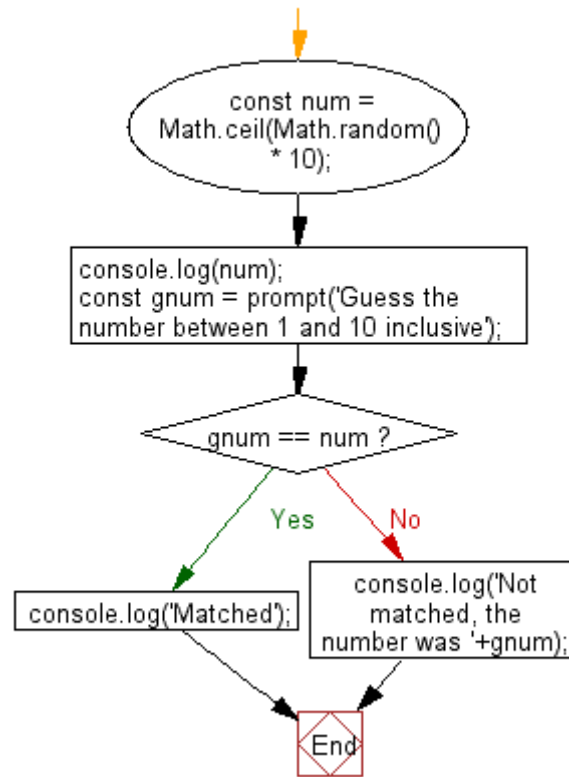 const num =
Math.ceil(Math.random()
* 10);
console.log(num);
const gnum = prompt('Guess the
number between 1 and 10 inclusive');
gnum == num ?
Yes
No
console.log('Matched');
console.log('Not
matched, the
number was '+gnum);
End